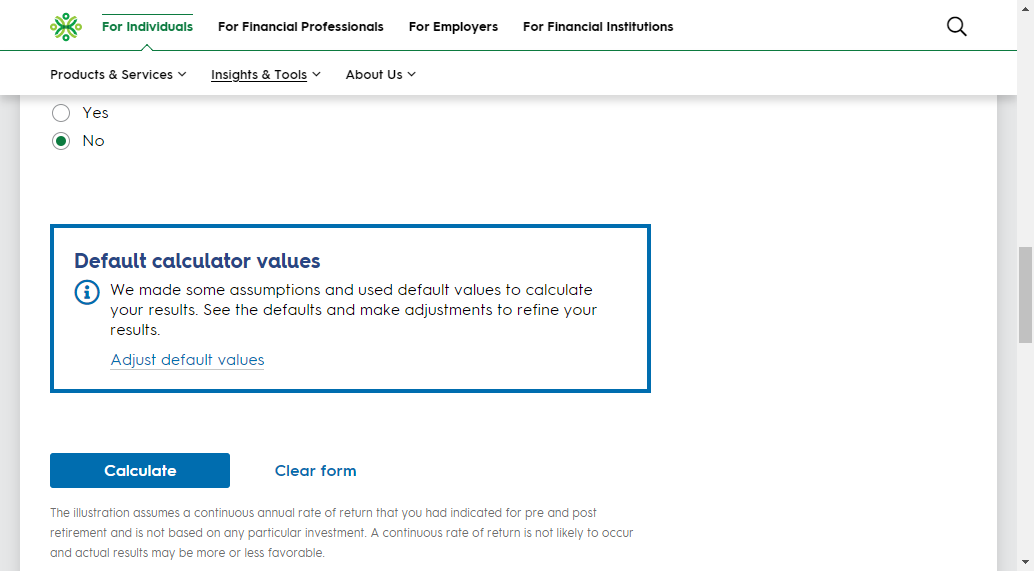 For Individuals For Financial Professionals For Employers For Financial Institutions
Products & Services Insights & Tools About Us
Yes
No
Default calculator values
We made some assumptions and used default values to calculate
your results. See the defaults and make adjustments to refine your
results.
Adjust default values
Calculate Clear form
The illustration assumes a continuous annual rate of return that you had indicated for pre and post
retirement and is not based on any particular investment. A continuous rate of return is not likely to occur
and actual results may be more or less favorable.